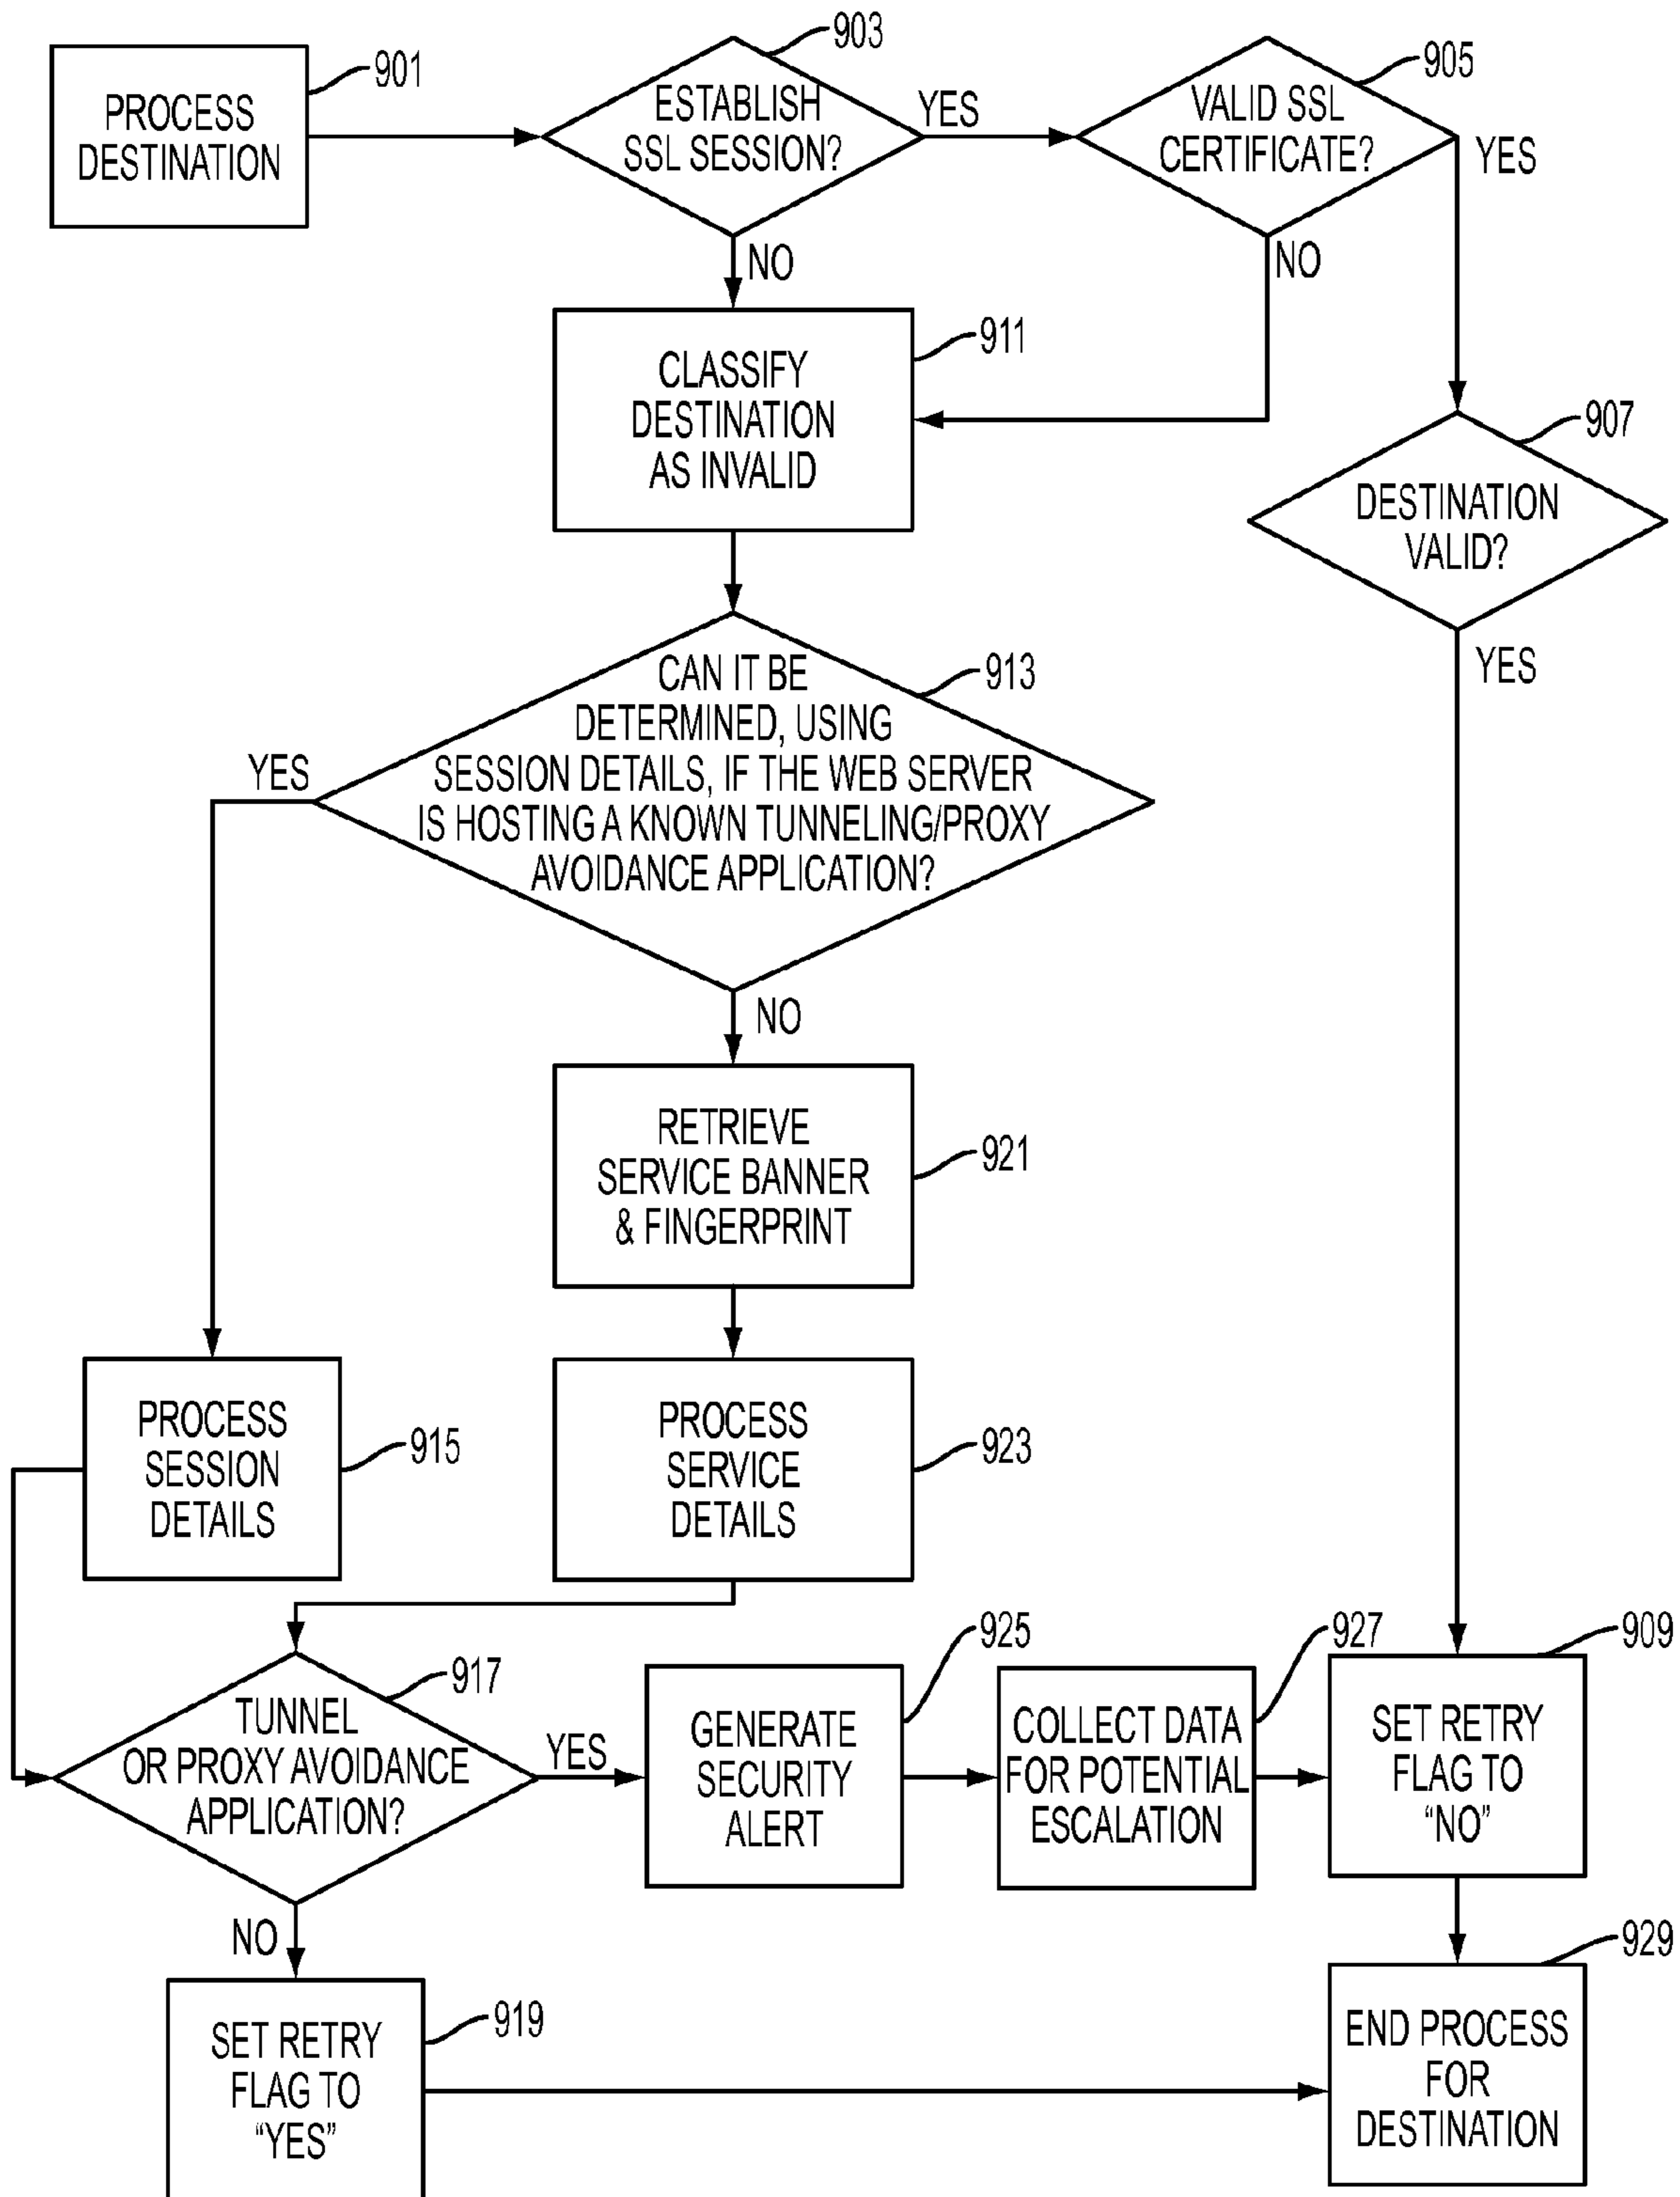 PROCESS
DESTINATION
901
ESTABLISH
SSL SESSION?
903
YES
NO
VALID SSL
CERTIFICATE?
905
YES
NO
CLASSIFY
DESTINATION
AS INVALID
911
DESTINATION
VALID?
907
YES
CAN IT BE
DETERMINED, USING
SESSION DETAILS, IF THE WEB SERVER
IS HOSTING A KNOWN TUNNELING/PROXY
AVOIDANCE APPLICATION?
913
YES
NO
RETRIEVE
SERVICE BANNER
& FINGERPRINT
921
PROCESS
SESSION
DETAILS
915
PROCESS
SERVICE
DETAILS
923
TUNNEL
OR PROXY AVOIDANCE
APPLICATION?
917
YES
NO
GENERATE
SECURITY
ALERT
925
COLLECT DATA
FOR POTENTIAL
ESCALATION
927
SET RETRY
FLAG TO
“NO”
909
SET RETRY
FLAG TO
“YES”
919
END PROCESS
FOR
DESTINATION
929